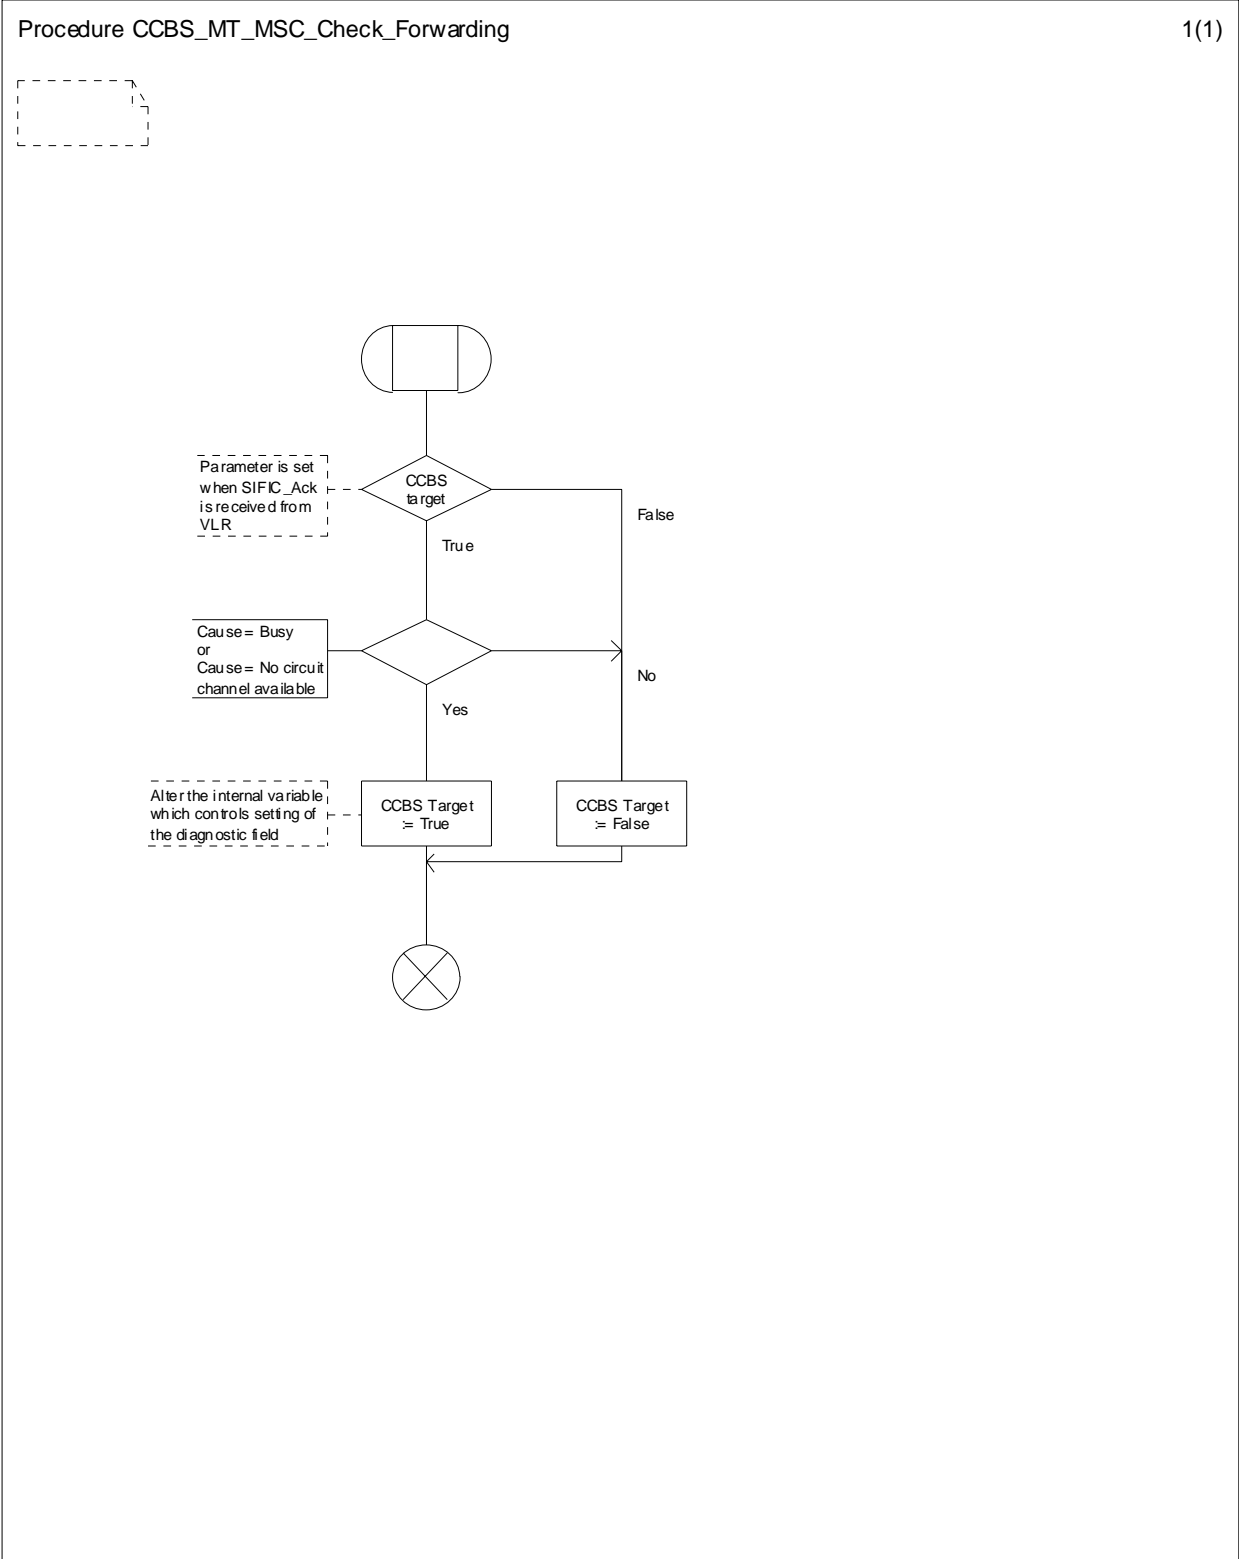 Procedure CCBS_MT_MSC_Check_Forwarding
1(1)
Parameter is set
when SIFIC_Ack
is received from
VLR
CCBS
target
False
True
Cause= Busy
or
Cause= No circuit
channel available
No
Yes
Alter the internal variable
which controls setting of
the diagnostic field
CCBS Target
:= True
CCBS Target
:= False